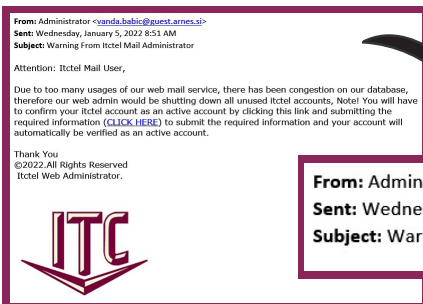 From: Administrator <vanda.babic@guest.arnes.si>
Sent: Wednesday, January 5, 2022 8:51 AM
Subject: Warning From Itctel Mail Administrator
Attention: Itctel Mail User,
Due to too many usages of our web mail service, there has been congestion on our database,
therefore our web admin would be shutting down all unused itctel accounts, Note! You will have
to confirm your itctel account as an active account by clicking this link and submitting the
required information (CLICK HERE) to submit the required information and your account will
automatically be verified as an active account.
Thank You
©2022.All Rights Reserved
Itctel Web Administrator.
From: Admin
Sent: Wedne
Subject: War
ITC